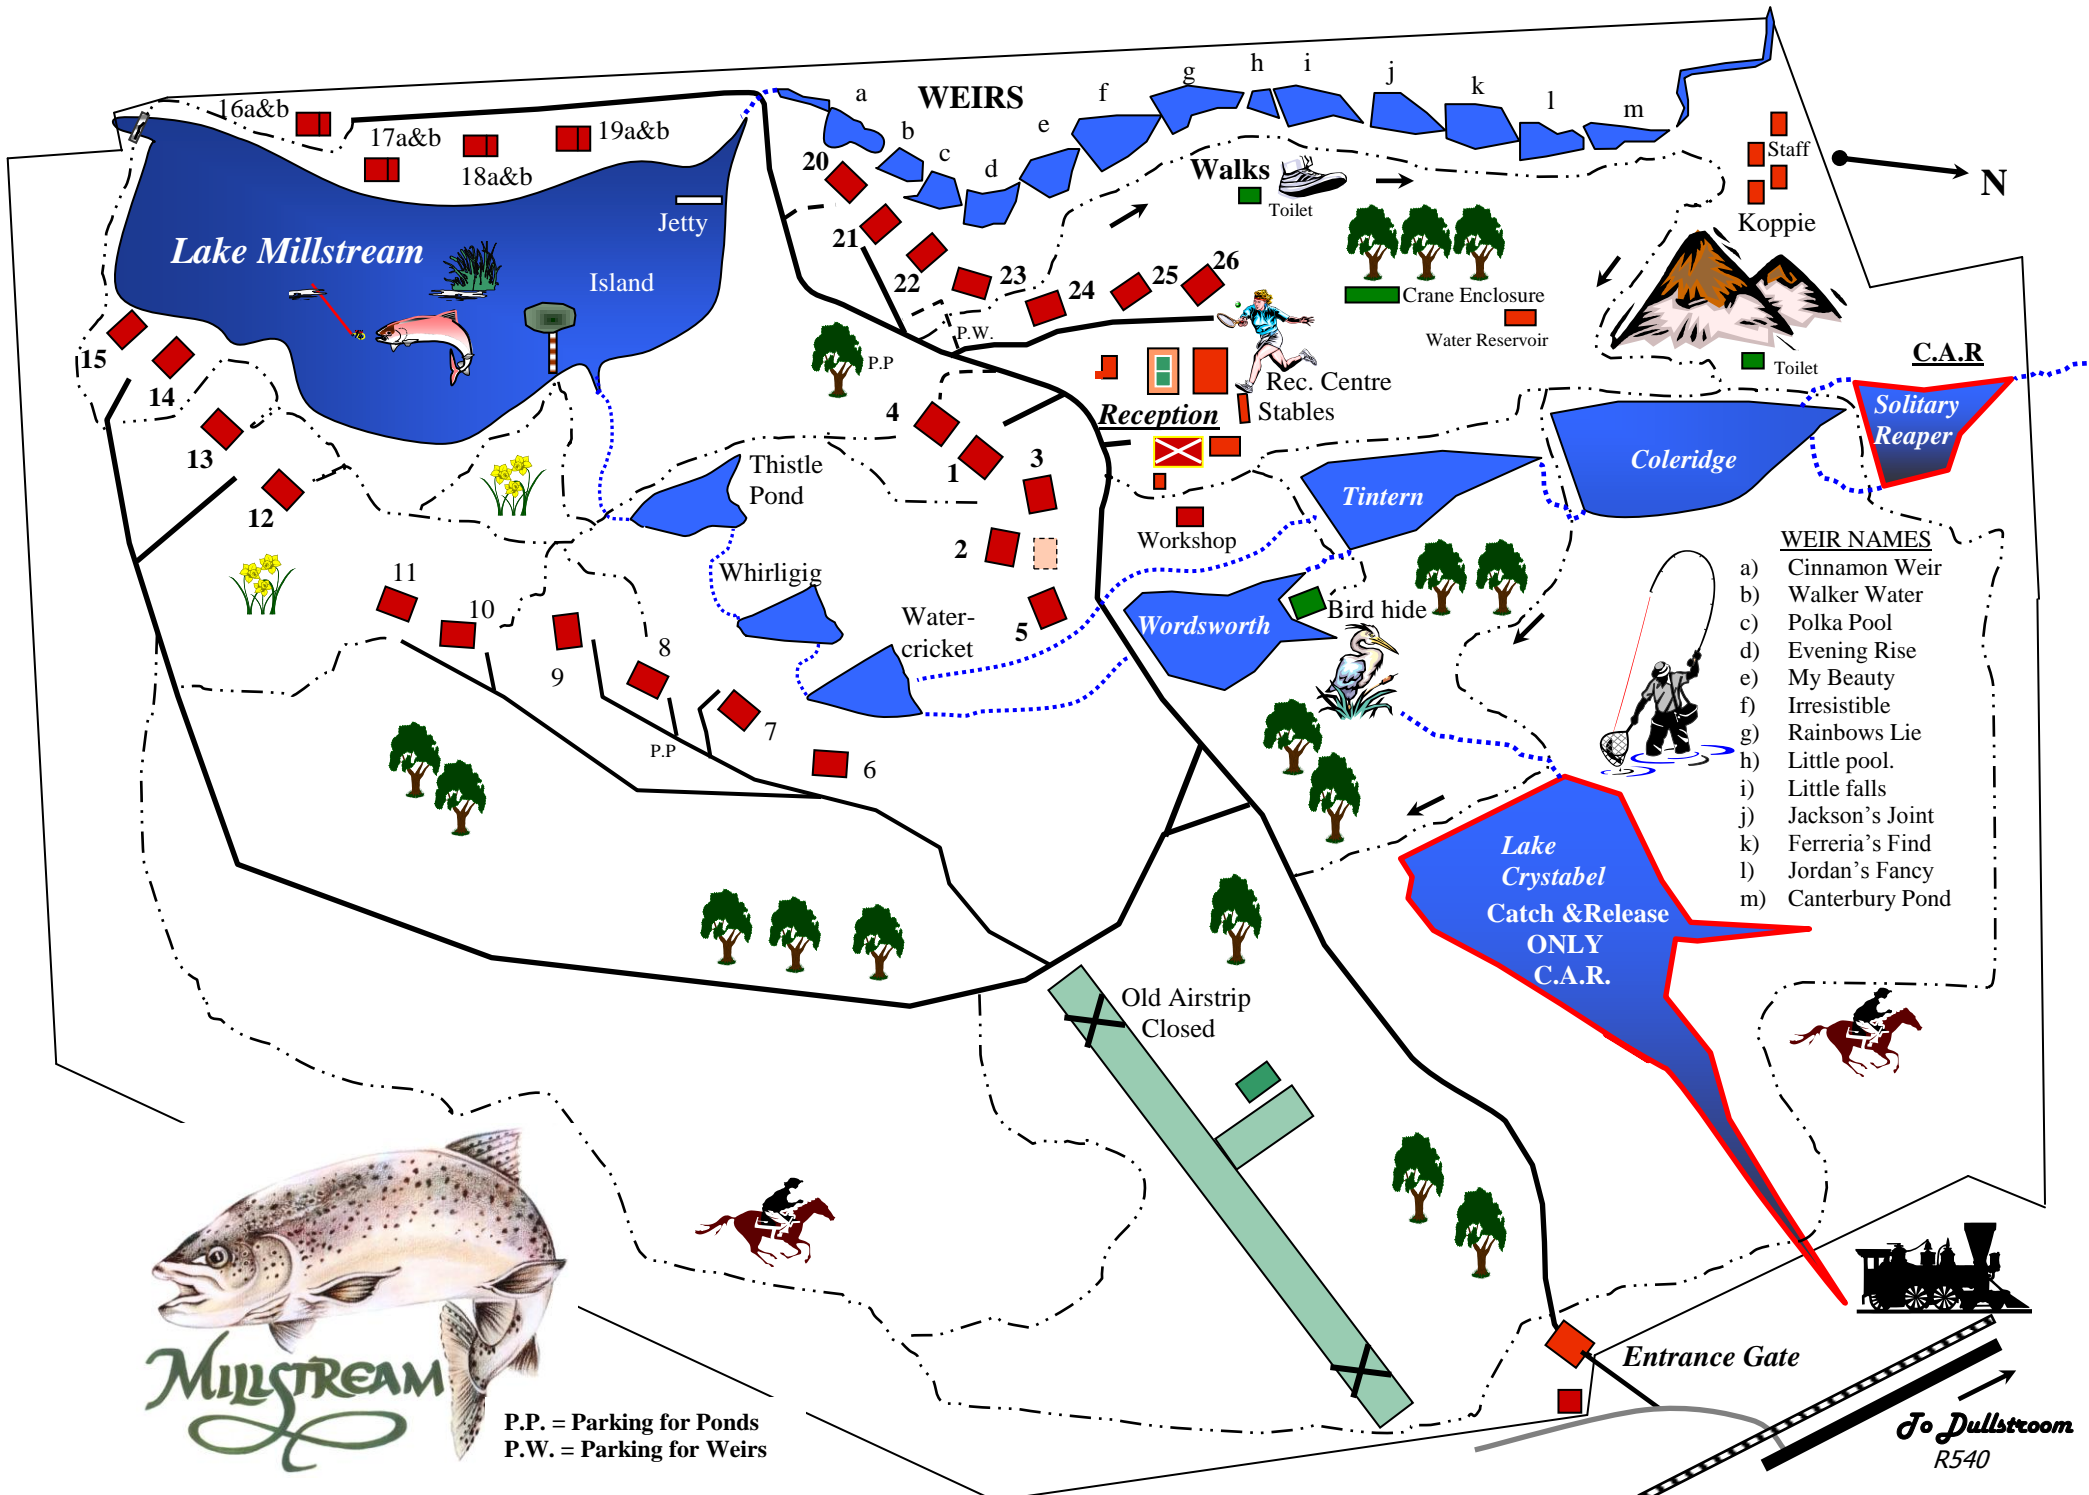 WEIRS
a
b
c
d
e
f
g
h
i
j
k
l
m
16a&b
17a&b
18a&b
19a&b
20
21
22
23
24
25
26
Walks
Toilet
Staff
Koppie
N
Jetty
Lake Millstream
Island
P.W.
P.P
Crane Enclosure
Water Reservoir
Toilet
C.A.R
Solitary
Reaper
Rec. Centre
Stables
Reception
Coleridge
Tintern
Workshop
15
14
13
12
4
1
3
2
5
Thistle
Pond
Whirligig
Water-
cricket
Wordsworth
Bird hide
11
10
9
8
7
6
P.P
WEIR NAMES
a) Cinnamon Weir
b) Walker Water
c) Polka Pool
d) Evening Rise
e) My Beauty
f) Irresistible
g) Rainbows Lie
h) Little pool.
i) Little falls
j) Jackson's Joint
k) Ferreria's Find
l) Jordan's Fancy
m) Canterbury Pond
Lake
Crystabel
Catch &Release
ONLY
C.A.R.
Old Airstrip
Closed
Entrance Gate
To Dullstroom
R540
MILLSTREAM
P.P. = Parking for Ponds
P.W. = Parking for Weirs